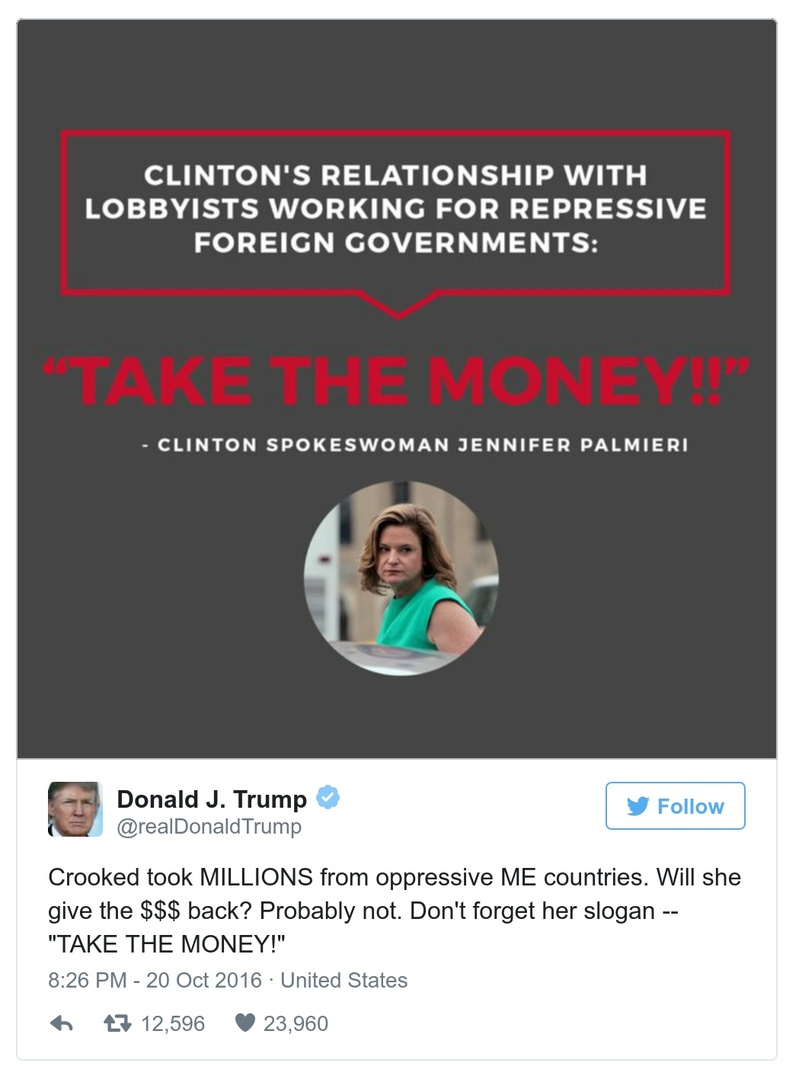 CLINTON'S RELATIONSHIP WITH
LOBBYISTS WORKING FOR REPRESSIVE
FOREIGN GOVERNMENTS:
“TAKE THE MONEY!!”
- CLINTON SPOKESWOMAN JENNIFER PALMIERI
Donald J. Trump
@realDonaldTrump
Follow
Crooked took MILLIONS from oppressive ME countries. Will she
give the $$$ back? Probably not. Don't forget her slogan --
"TAKE THE MONEY!"
8:26 PM - 20 Oct 2016 · United States
12,596 23,960